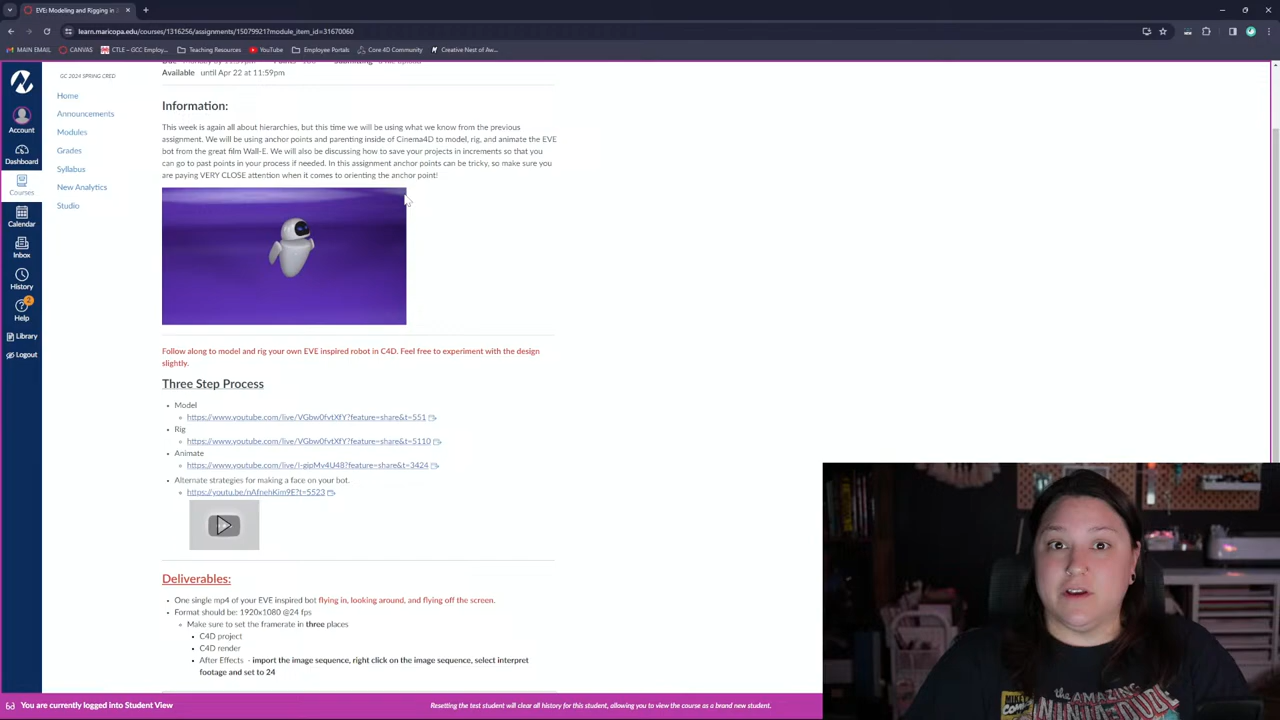 EVE: Modeling and Rigging in
learn.maricopa.edu/courses/1316256/assignments/15079921?module_item_id=31670060
MAIN EMAIL
CANVAS
CTLE – GCC Employ...
Teaching Resources
YouTube
Employee Portals
Core 4D Community
Creative Nest of Aw...
GC 2024 SPRING CRED
Available until Apr 22 at 11:59pm
Home
Announcements
Modules
Grades
Syllabus
New Analytics
Studio
Account
Dashboard
Courses
Calendar
Inbox
History
2
Help
Library
Logout
Information:
This week is again all about hierarchies, but this time we will be using what we know from the previous
assignment. We will be using anchor points and parenting inside of Cinema4D to model, rig, and animate the EVE
bot from the great film Wall-E. We will also be discussing how to save your projects in increments so that you
can go to past points in your process if needed. In this assignment anchor points can be tricky, so make sure you
are paying VERY CLOSE attention when it comes to orienting the anchor point!
Follow along to model and rig your own EVE inspired robot in C4D. Feel free to experiment with the design
slightly.
Three Step Process
Model
https://www.youtube.com/live/VGbw0fvtXfY?feature=share&t=551
Rig
https://www.youtube.com/live/VGbw0fvtXfY?feature=share&t=5110
Animate
https://www.youtube.com/live/l-gipMv4U48?feature=share&t=3424
Alternate strategies for making a face on your bot.
https://youtu.be/nAfnehKim9E?t=5523
Deliverables:
One single mp4 of your EVE inspired bot flying in, looking around, and flying off the screen.
Format should be: 1920x1080 @24 fps
Make sure to set the framerate in three places
C4D project
C4D render
After Effects - import the image sequence, right click on the image sequence, select interpret
footage and set to 24
THE AMAZING
You are currently logged into Student View
Resetting the test student will clear all history for this student, allowing you to view the course as a brand new student.